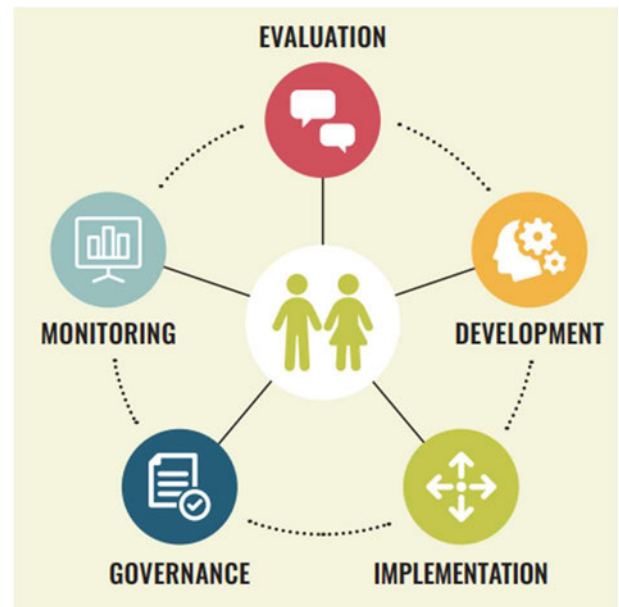 EVALUATION
MONITORING
DEVELOPMENT
GOVERNANCE
IMPLEMENTATION